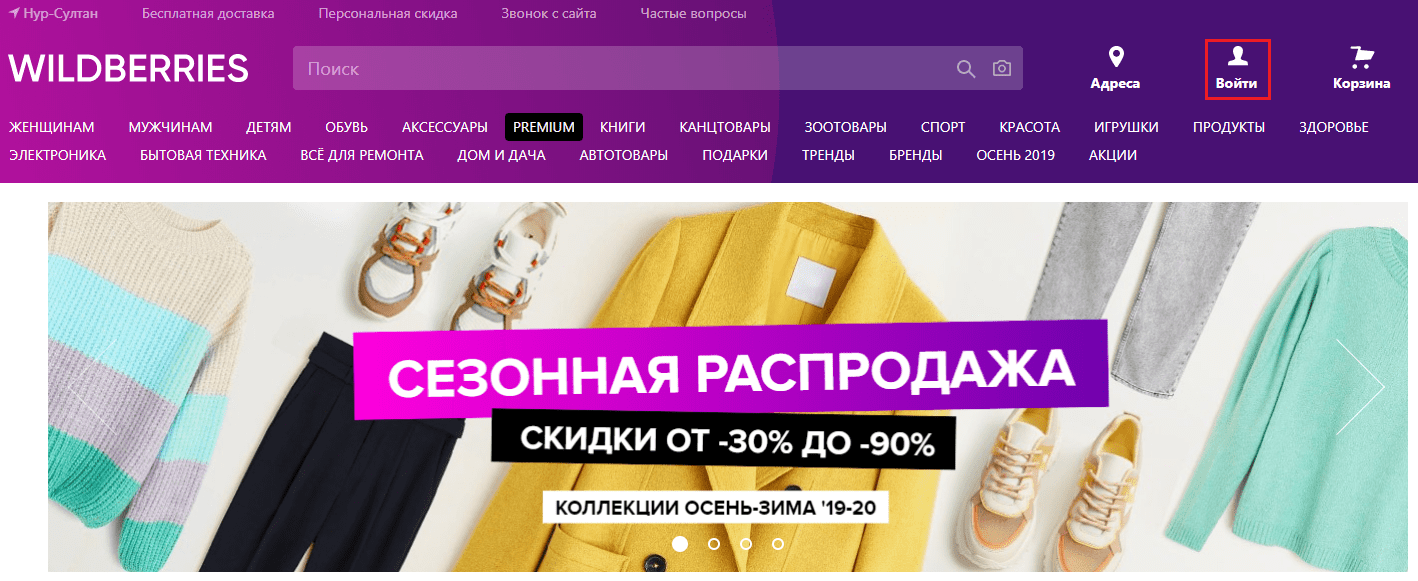 Нур-Султан Бесплатная доставка Персональная скидка Звонок с сайта Частые вопросы
WILDBERRIES Поиск Адреса Войти Корзина
ЖЕНЩИНАМ МУЖЧИНАМ ДЕТЯМ ОБУВЬ АКСЕССУАРЫ PREMIUM КНИГИ КАНЦТОВАРЫ ЗООТОВАРЫ СПОРТ КРАСОТА ИГРУШКИ ПРОДУКТЫ ЗДОРОВЬЕ
ЭЛЕКТРОНИКА БЫТОВАЯ ТЕХНИКА ВСЁ ДЛЯ РЕМОНТА ДОМ И ДАЧА АВТОТОВАРЫ ПОДАРКИ ТРЕНДЫ БРЕНДЫ ОСЕНЬ 2019 АКЦИИ
СЕЗОННАЯ РАСПРОДАЖА
СКИДКИ ОТ -30% ДО -90%
КОЛЛЕКЦИИ ОСЕНЬ-ЗИМА '19-20